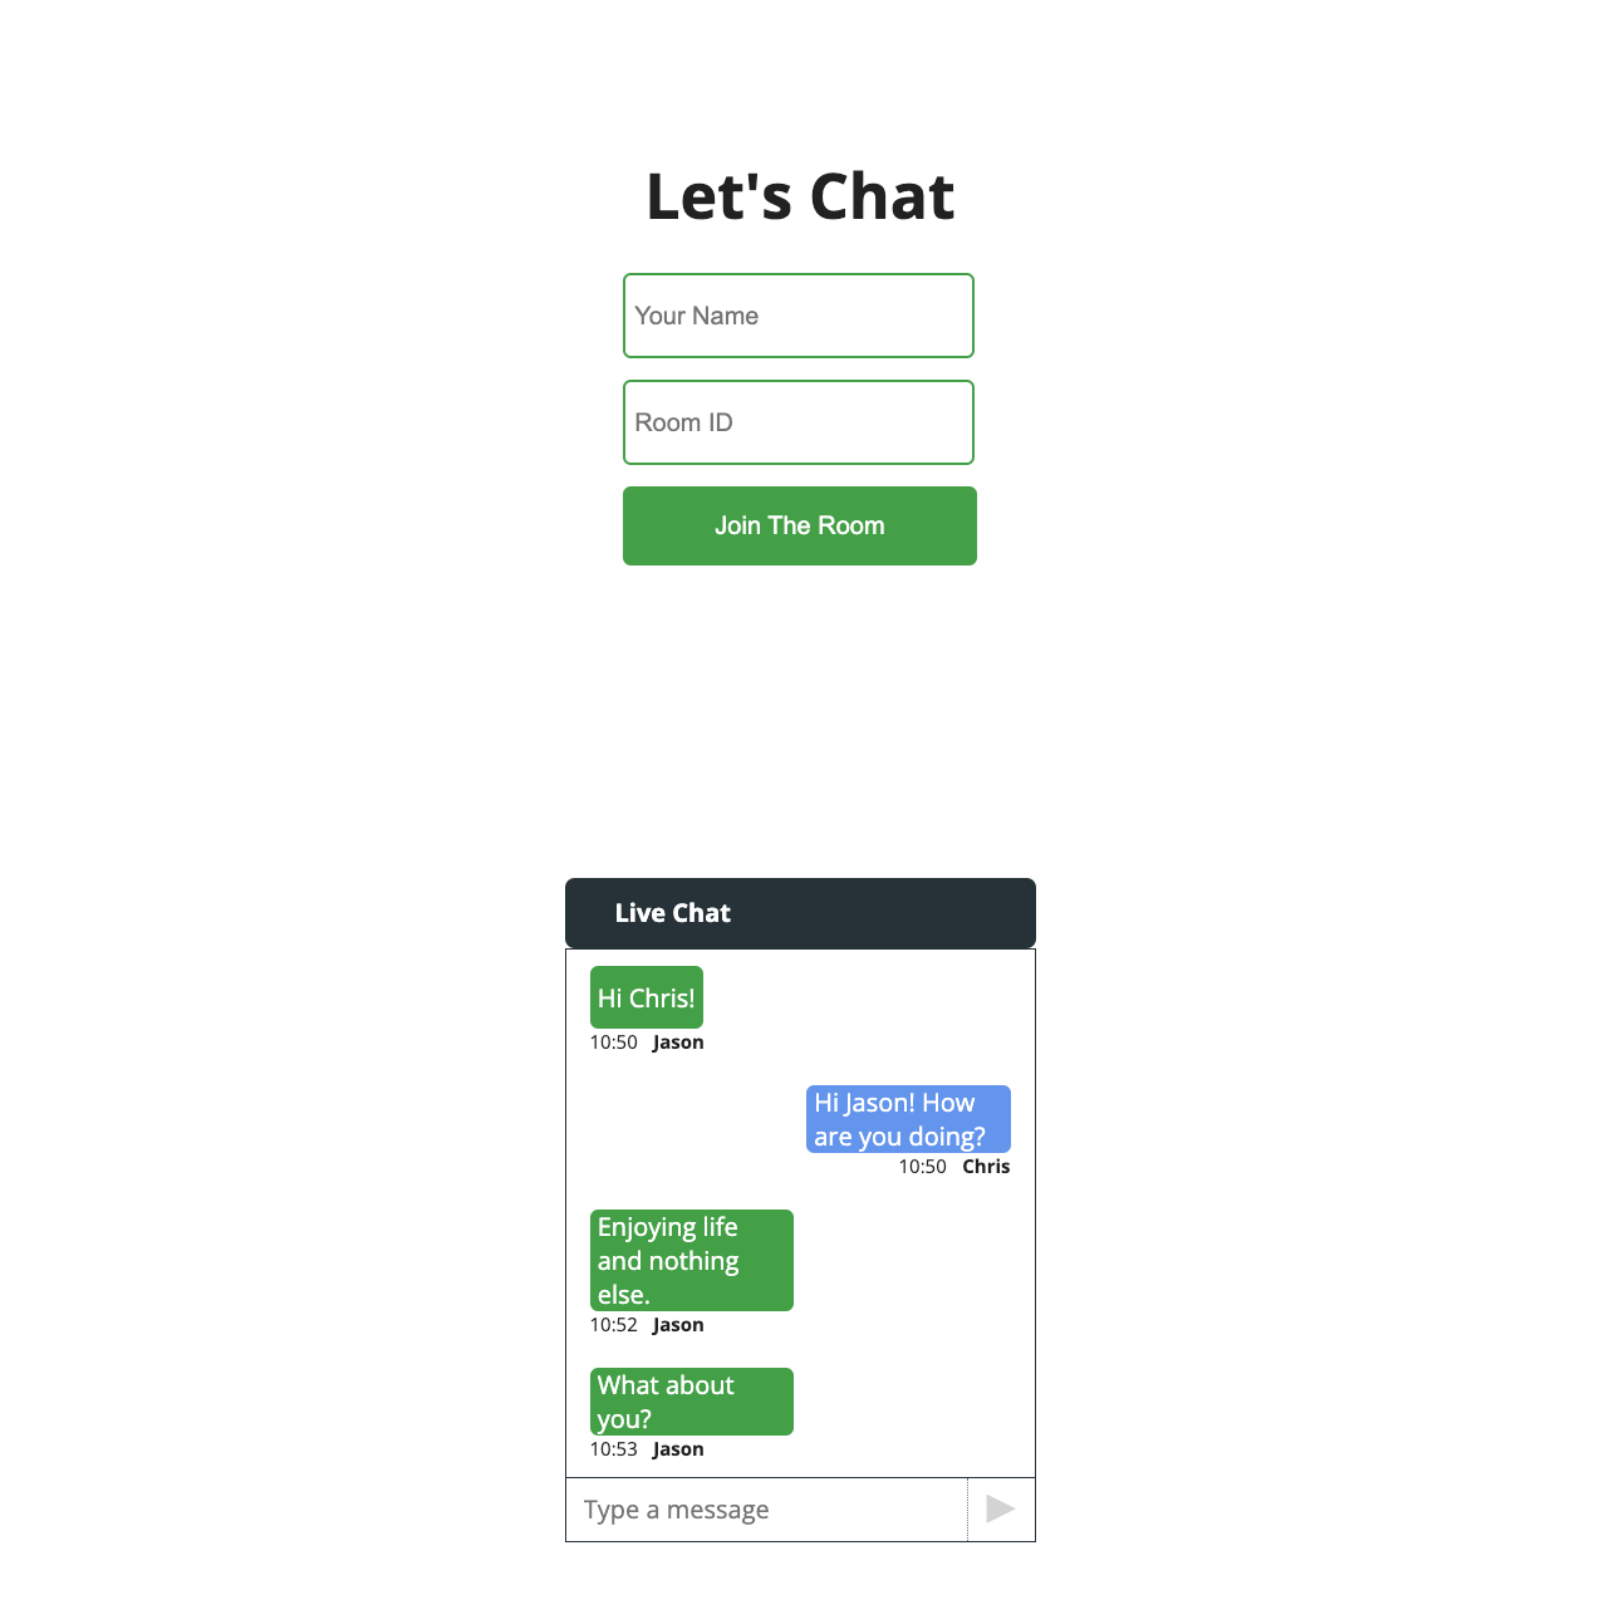 Let's Chat
Your Name
Room ID
Join The Room
Live Chat
Hi Chris!
10:50 Jason
Hi Jason! How
are you doing?
10:50 Chris
Enjoying life
and nothing
else.
10:52 Jason
What about
you?
10:53 Jason
Type a message